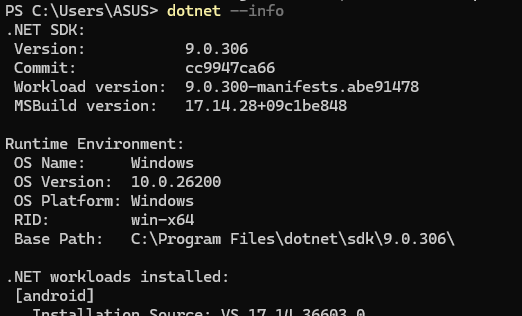 PS C:\Users\ASUS> dotnet --info
.NET SDK:
 Version:           9.0.306
 Commit:            cc9947ca66
 Workload version:  9.0.300-manifests.abe91478
 MSBuild version:   17.14.28+09c1be848

Runtime Environment:
 OS Name:     Windows
 OS Version:  10.0.26200
 OS Platform: Windows
 RID:         win-x64
 Base Path:   C:\Program Files\dotnet\sdk\9.0.306\

.NET workloads installed:
 [android]
   Installation Source: VS 17.14.36603.0